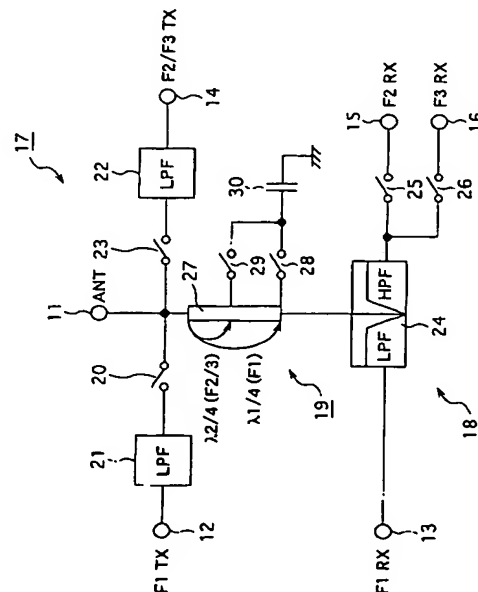 17
11
ANT
F1 TX
12
21
LPF
20
23
22
LPF
F2/F3 TX
14
λ2/4 (F2/3)
λ1/4 (F1)
27
29
28
30
19
F1 RX
13
LPF
HPF
24
18
25
26
15
F2 RX
F3 RX
16